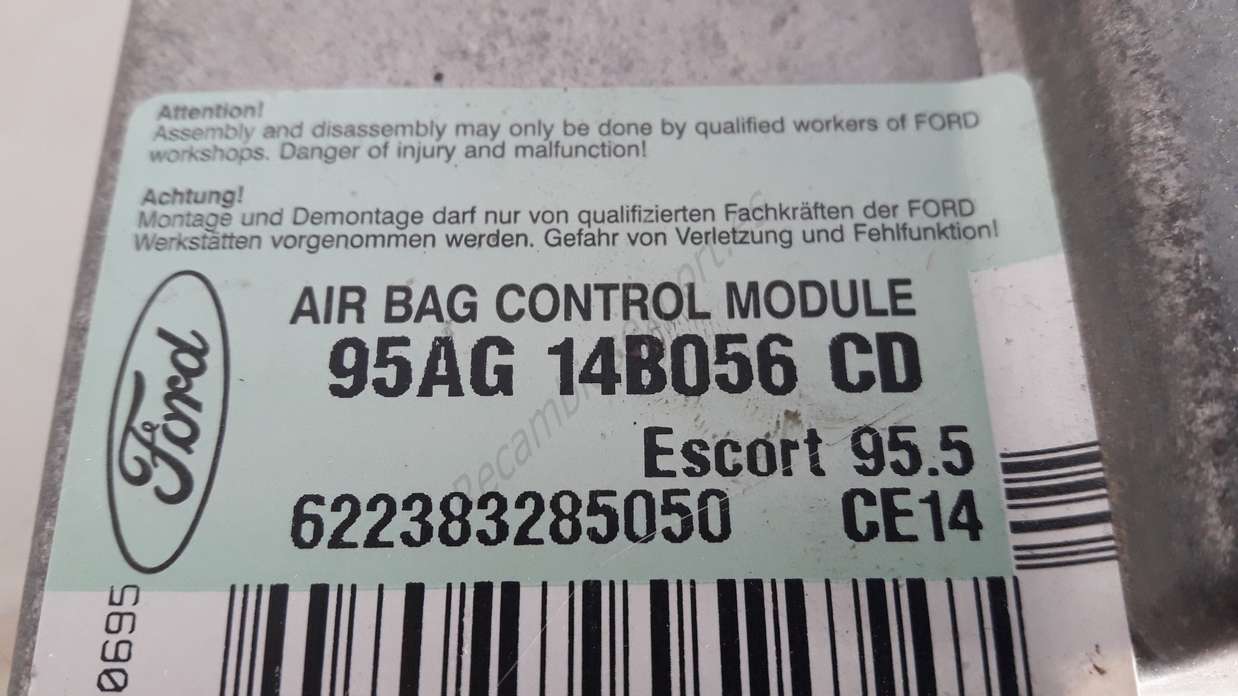 Attention!
Assembly and disassembly may only be done by qualified workers of FORD
workshops. Danger of injury and malfunction!
Achtung!
Montage und Demontage darf nur von qualifizierten Fachkräften der FORD
Werkstätten vorgenommen werden. Gefahr von Verletzung und Fehlfunktion!
Ford
AIR BAG CONTROL MODULE
95AG 14B056 CD
Escort 95.5
622383285050 CE14
0695